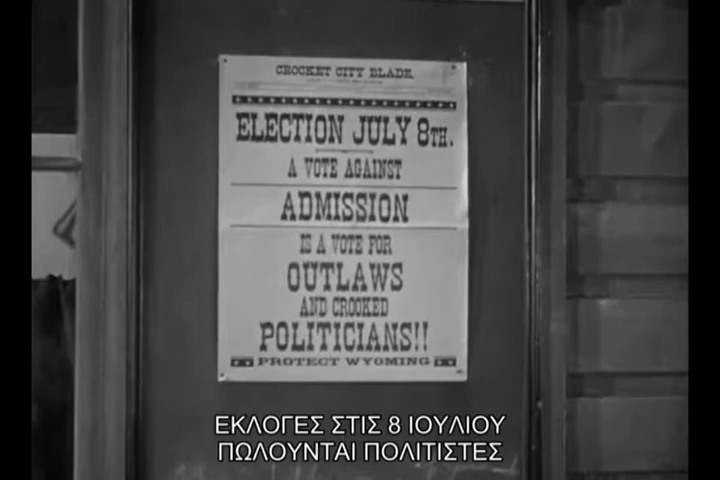 CROCKET CITY BLADE.
ELECTION JULY 8TH.
A VOTE AGAINST
ADMISSION
IS A VOTE FOR
OUTLAWS
AND CROOKED
POLITICIANS!!
PROTECT WYOMING
ΕΚΛΟΓΕΣ ΣΤΙΣ 8 ΙΟΥΛΙΟΥ
ΠΩΛΟΥΝΤΑΙ ΠΟΛΙΤΙΣΤΕΣ